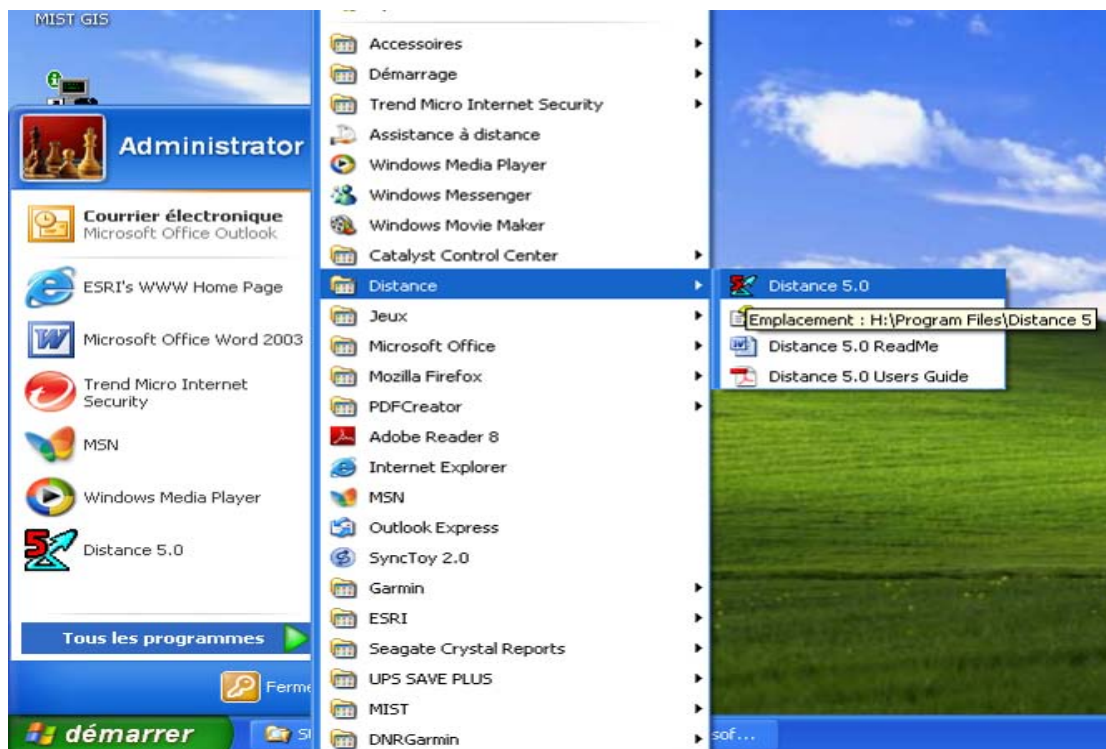 MIST GIS
Administrator
Courrier électronique
Microsoft Office Outlook
ESRI's WWW Home Page
Microsoft Office Word 2003
Trend Micro Internet
Security
MSN
Windows Media Player
Distance 5.0
Tous les programmes
Ferme
démarrer
Accessoires
Démarrage
Trend Micro Internet Security
Assistance à distance
Windows Media Player
Windows Messenger
Windows Movie Maker
Catalyst Control Center
Distance
Jeux
Microsoft Office
Mozilla Firefox
PDFCreator
Adobe Reader 8
Internet Explorer
MSN
Outlook Express
SyncToy 2.0
Garmin
ESRI
Seagate Crystal Reports
UPS SAVE PLUS
MIST
DNRGarmin
Distance 5.0
Emplacement : H:\Program Files\Distance 5
Distance 5.0 ReadMe
Distance 5.0 Users Guide
sof...